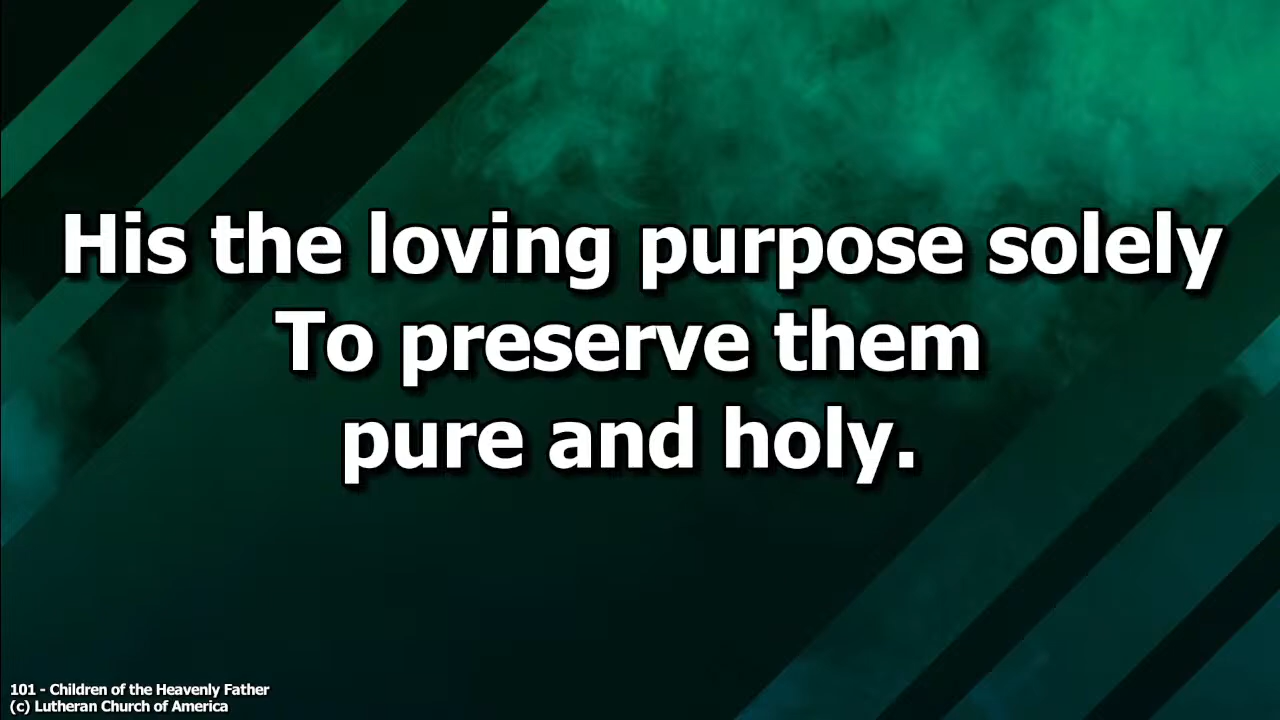 His the loving purpose solely
To preserve them
pure and holy.
101 - Children of the Heavenly Father
(c) Lutheran Church of America